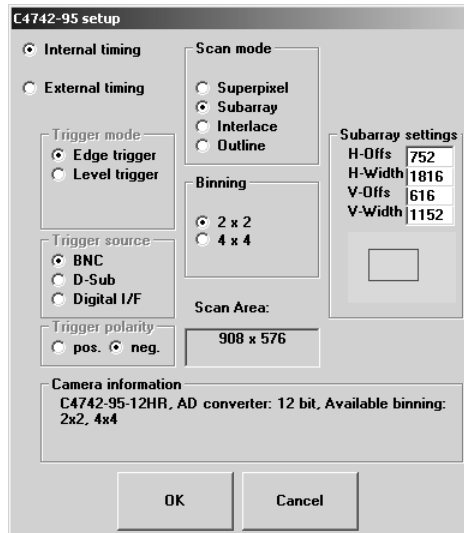 C4742-95 setup
Internal timing
External timing
Trigger mode
Edge trigger
Level trigger
Trigger source
BNC
D-Sub
Digital I/F
Trigger polarity
pos. neg.
Scan mode
Superpixel
Subarray
Interlace
Outline
Binning
2 x 2
4 x 4
Scan Area:
908 x 576
Subarray settings
H-Offs 752
H-Width 1816
V-Offs 616
V-Width 1152
Camera information
C4742-95-12HR, AD converter: 12 bit, Available binning:
2x2, 4x4
OK Cancel